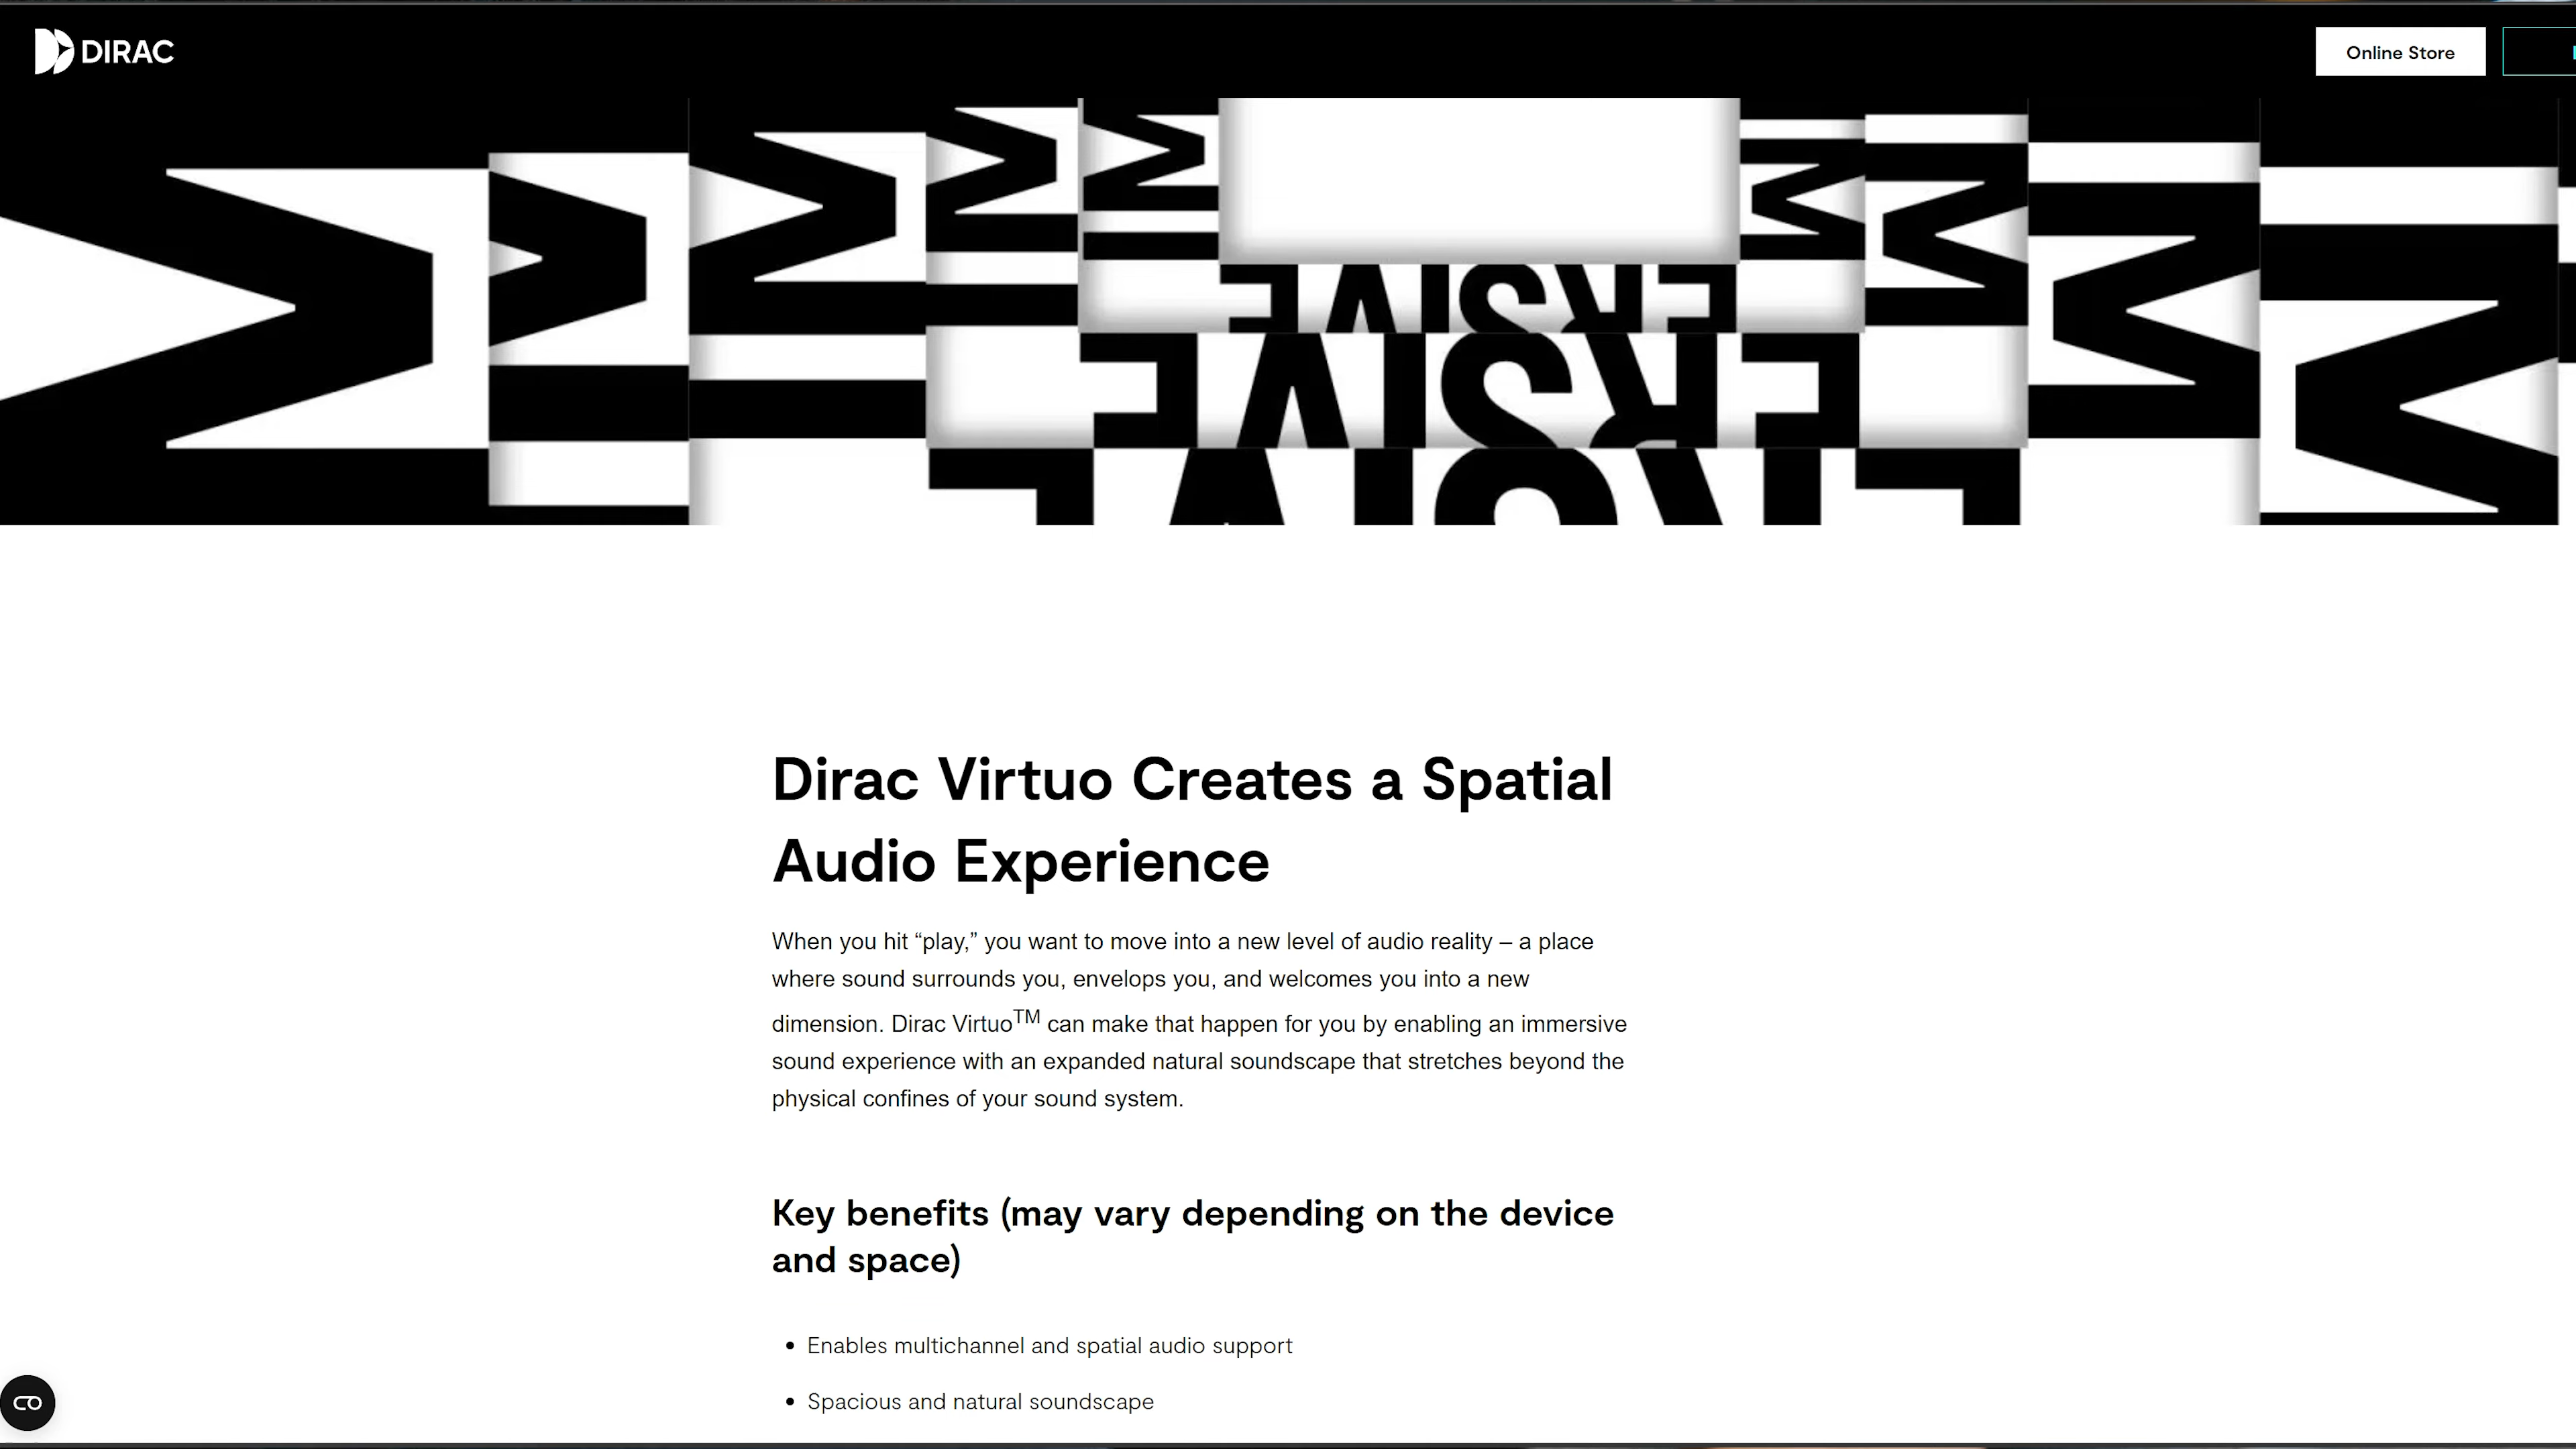 DIRAC
Online Store
ERSIVE
ERSIVE
Dirac Virtuo Creates a Spatial
Audio Experience
When you hit “play,” you want to move into a new level of audio reality – a place
where sound surrounds you, envelops you, and welcomes you into a new
dimension. Dirac Virtuo™ can make that happen for you by enabling an immersive
sound experience with an expanded natural soundscape that stretches beyond the
physical confines of your sound system.
Key benefits (may vary depending on the device
and space)
• Enables multichannel and spatial audio support
• Spacious and natural soundscape